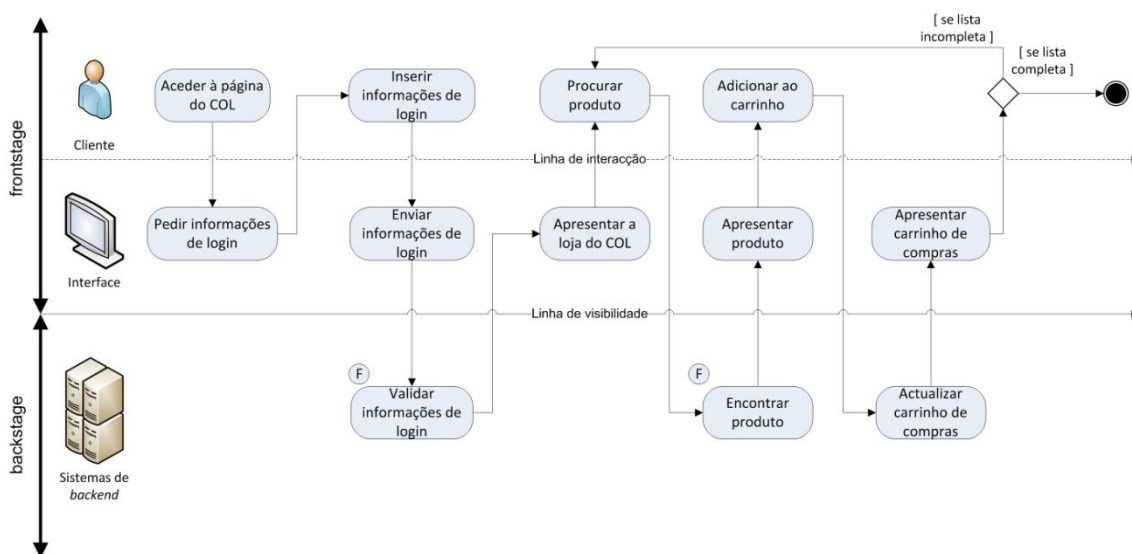 [ se lista
incompleta ]
[ se lista
completa ]
frontstage
Cliente
Aceder à página
do COL
Inserir
informações de
login
Procurar
produto
Adicionar ao
carrinho
Linha de interacção
Interface
Pedir informações
de login
Enviar
informações de
login
Apresentar a
loja do COL
Apresentar
produto
Apresentar
carrinho de
compras
Linha de visibilidade
backstage
Sistemas de
backend
F
Validar
informações de
login
F
Encontrar
produto
Actualizar
carrinho de
compras